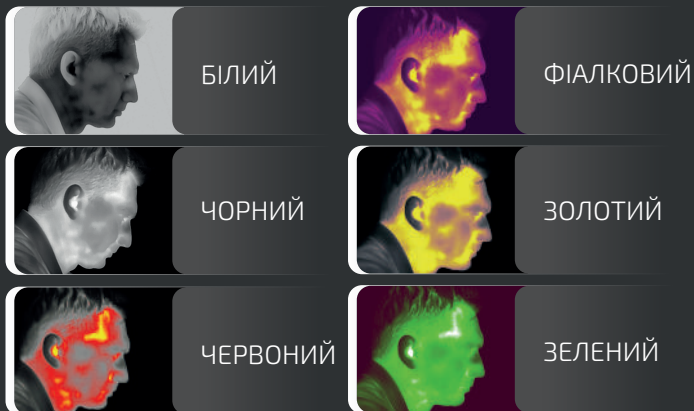 БІЛИЙ
ФІАЛКОВИЙ
ЧОРНИЙ
ЗОЛОТИЙ
ЧЕРВОНИЙ
ЗЕЛЕНИЙ